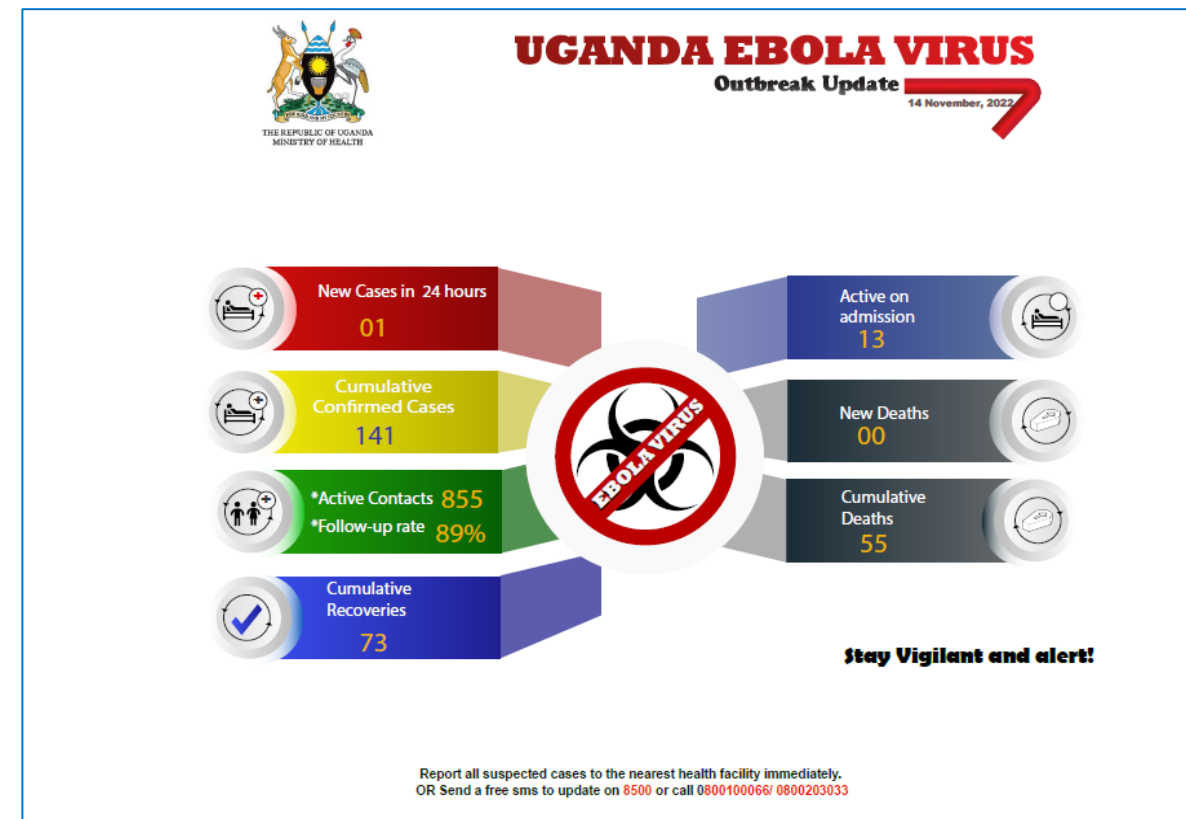 THE REPUBLIC OF UGANDA
MINISTRY OF HEALTH
UGANDA EBOLA VIRUS
Outbreak Update
14 November, 2022
New Cases in 24 hours
01
Cumulative
Confirmed Cases
141
*Active Contacts 855
*Follow-up rate 89%
Cumulative
Recoveries
73
EBOLA VIRUS
Active on
admission
13
New Deaths
00
Cumulative
Deaths
55
Stay Vigilant and alert!
Report all suspected cases to the nearest health facility immediately.
OR Send a free sms to update on 8500 or call 0800100066/ 0800203033